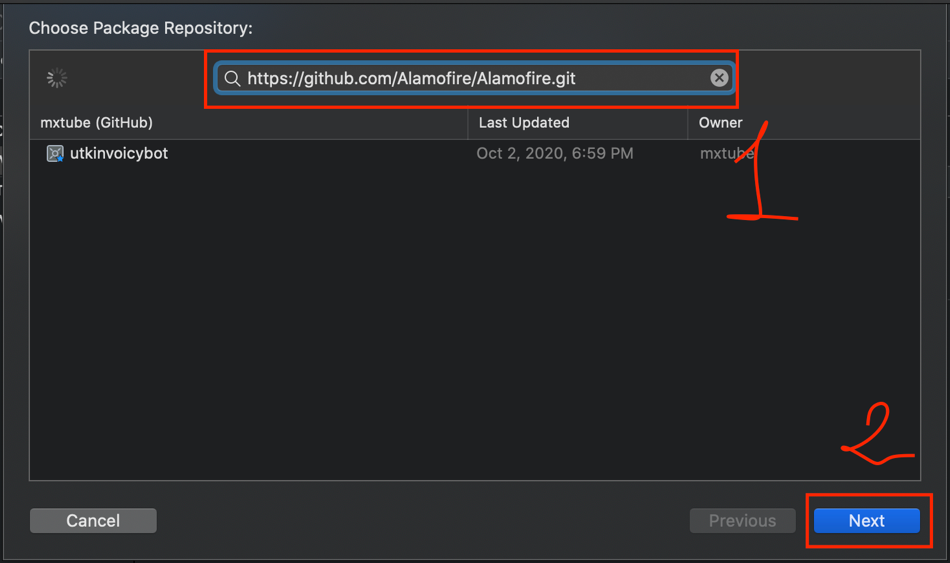 Choose Package Repository:
https://github.com/Alamofire/Alamofire.git
mxtube (GitHub) Last Updated Owner
utkinvoicybot Oct 2, 2020, 6:59 PM mxtube
1
2
Cancel Previous Next